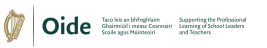 Oide
Tacú leis an bhFoghlaim
Ghairmiúil i measc Ceannairí
Scoile agus Múinteoirí
Supporting the Professional
Learning of School Leaders
and Teachers